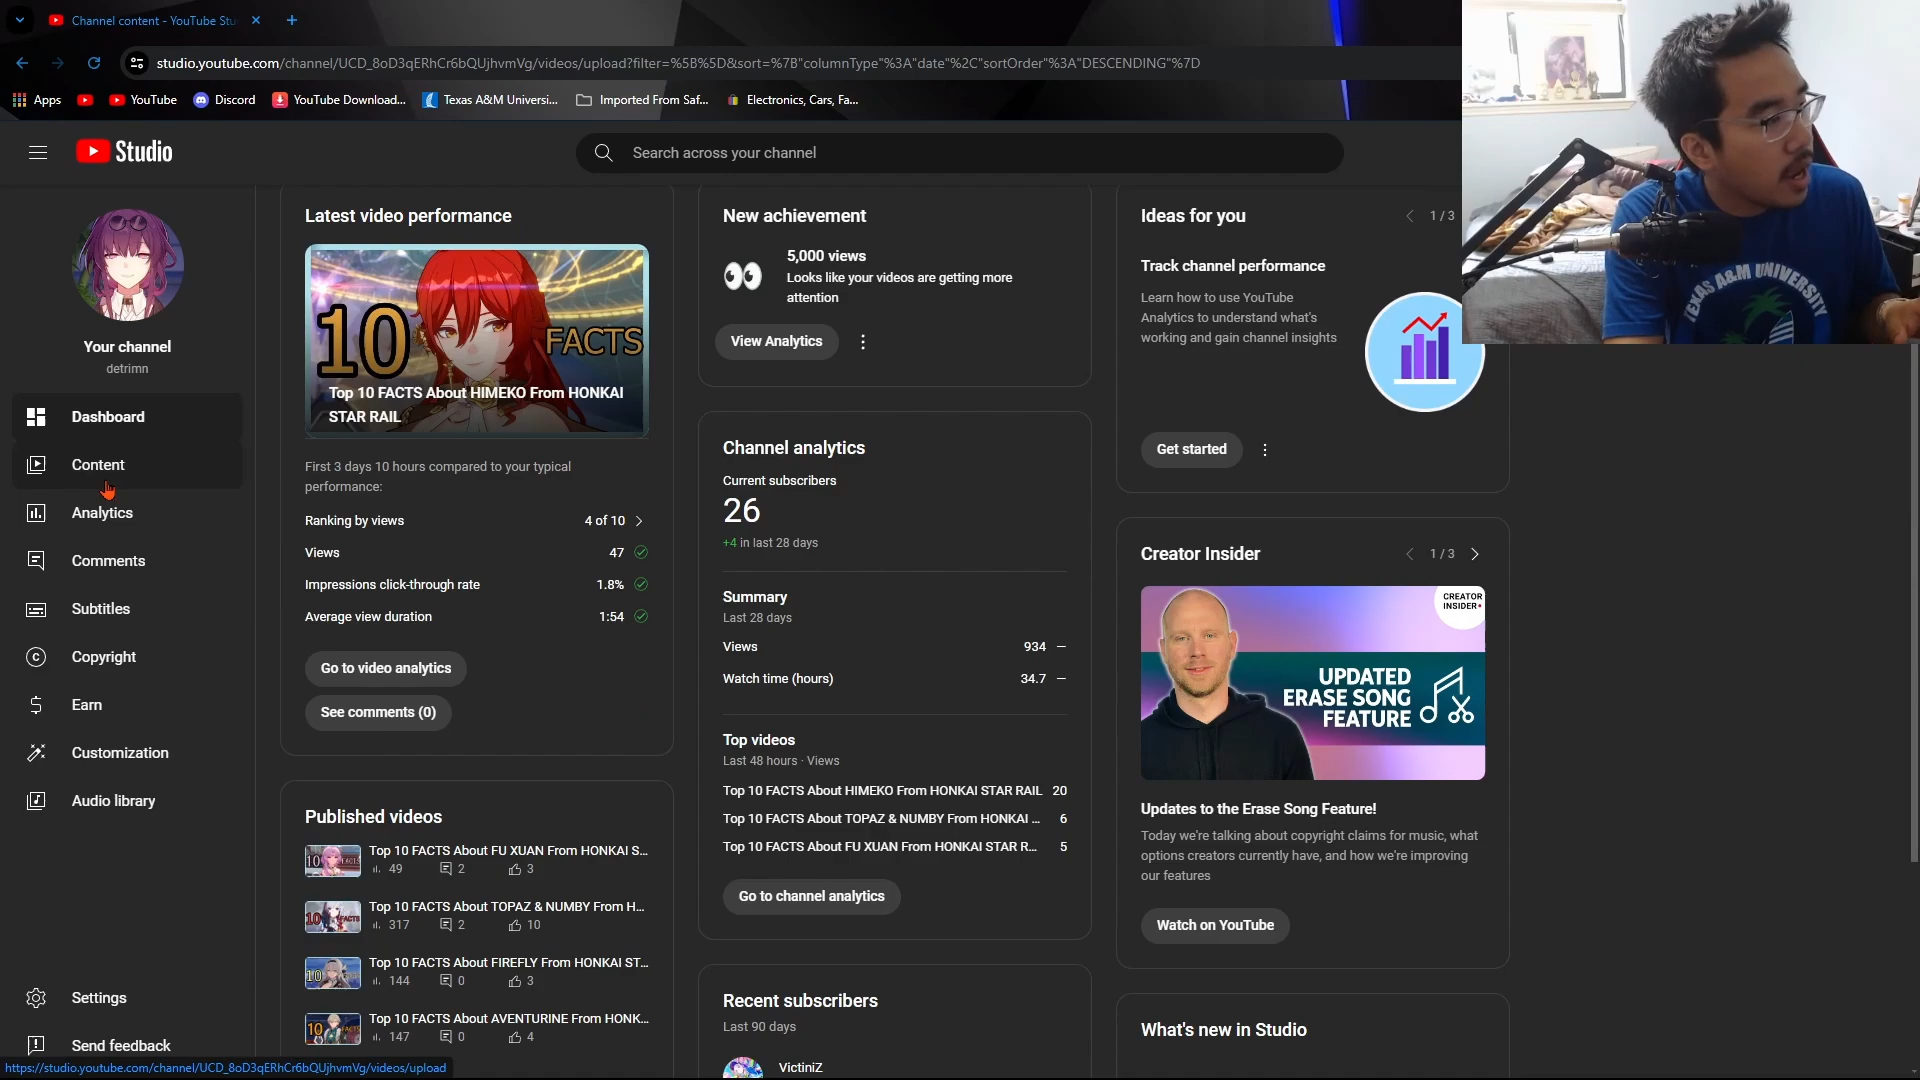 Channel content - YouTube Stu
studio.youtube.com/channel/UCD_8oD3qERhCr6bQUjhvmVg/videos/upload?filter=%5B%5D&sort=%7B"columnType"%3A"date"%2C"sortOrder"%3A"DESCENDING"%7D
Apps
YouTube
Discord
YouTube Download...
Texas A&M Universi...
Imported From Saf...
Electronics, Cars, Fa...
Studio
Search across your channel
TEXAS A&M UNIVERSITY
Your channel
detrimn
Dashboard
Content
Analytics
Comments
Subtitles
Copyright
Earn
Customization
Audio library
Settings
Send feedback
Latest video performance
10
FACTS
Top 10 FACTS About HIMEKO From HONKAI
STAR RAIL
First 3 days 10 hours compared to your typical
performance:
Ranking by views 4 of 10
Views 47
Impressions click-through rate 1.8%
Average view duration 1:54
Go to video analytics
See comments (0)
Published videos
Top 10 FACTS About FU XUAN From HONKAI S...
49 2 3
Top 10 FACTS About TOPAZ & NUMBY From H...
317 2 10
Top 10 FACTS About FIREFLY From HONKAI ST...
144 0 3
Top 10 FACTS About AVENTURINE From HONK...
147 0 4
New achievement
5,000 views
Looks like your videos are getting more
attention
View Analytics
Channel analytics
Current subscribers
26
+4 in last 28 days
Summary
Last 28 days
Views 934 —
Watch time (hours) 34.7 —
Top videos
Last 48 hours · Views
Top 10 FACTS About HIMEKO From HONKAI STAR RAIL 20
Top 10 FACTS About TOPAZ & NUMBY From HONKAI ... 6
Top 10 FACTS About FU XUAN From HONKAI STAR R... 5
Go to channel analytics
Recent subscribers
Last 90 days
VictiniZ
Ideas for you
1 / 3
Track channel performance
Learn how to use YouTube
Analytics to understand what's
working and gain channel insights
Get started
Creator Insider
1 / 3
CREATOR
INSIDER
UPDATED
ERASE SONG
FEATURE
Updates to the Erase Song Feature!
Today we're talking about copyright claims for music, what
options creators currently have, and how we're improving
our features
Watch on YouTube
What's new in Studio
https://studio.youtube.com/channel/UCD_8oD3qERhCr6bQUjhvmVg/videos/upload